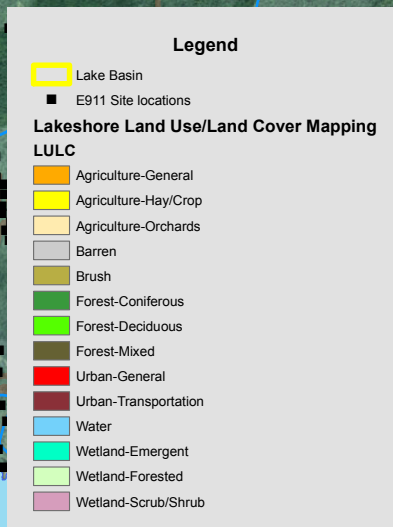 Legend
Lake Basin
E911 Site locations
Lakeshore Land Use/Land Cover Mapping
LULC
Agriculture-General
Agriculture-Hay/Crop
Agriculture-Orchards
Barren
Brush
Forest-Coniferous
Forest-Deciduous
Forest-Mixed
Urban-General
Urban-Transportation
Water
Wetland-Emergent
Wetland-Forested
Wetland-Scrub/Shrub